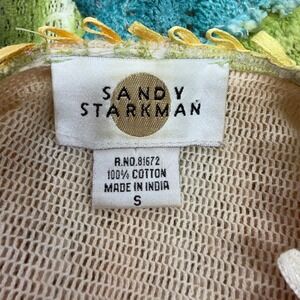 SANDY
STARKMAN
R.NO.81672
100% COTTON
MADE IN INDIA
S